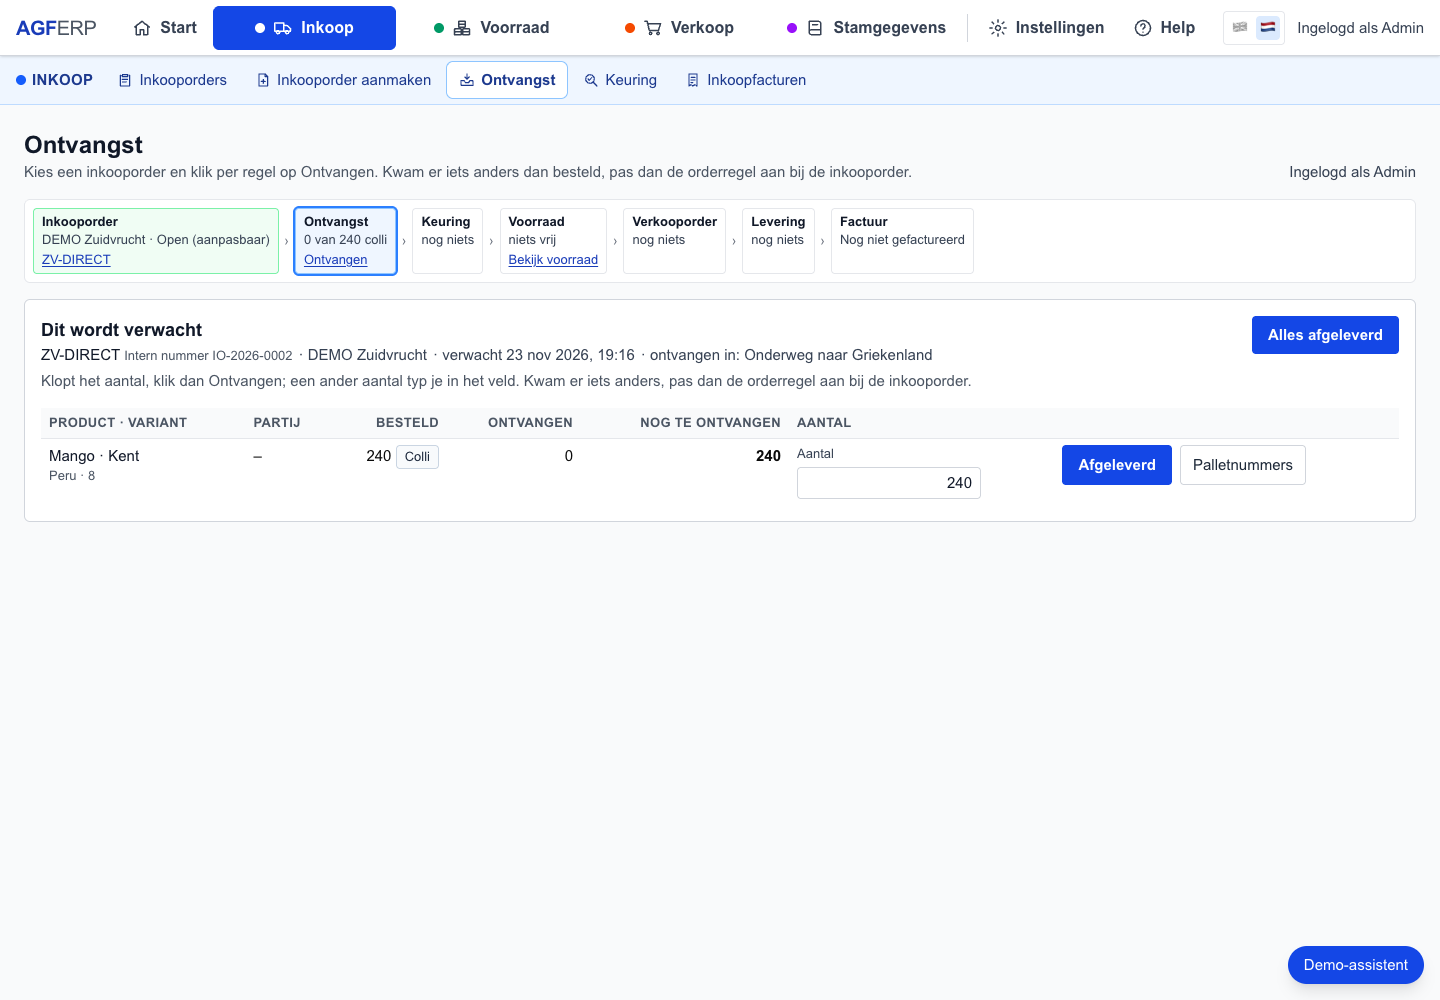 AGFERP
Start
Inkoop
Voorraad
Verkoop
Stamgegevens
Instellingen
Help
Ingelogd als Admin
INKOOP
Inkooporders
Inkooporder aanmaken
Ontvangst
Keuring
Inkoopfacturen
Ontvangst
Kies een inkooporder en klik per regel op Ontvangen. Kwam er iets anders dan besteld, pas dan de orderregel aan bij de inkooporder.
Ingelogd als Admin
Inkooporder
DEMO Zuidvrucht · Open (aanpasbaar)
ZV-DIRECT
›
Ontvangst
0 van 240 colli
Ontvangen
›
Keuring
nog niets
›
Voorraad
niets vrij
Bekijk voorraad
›
Verkooporder
nog niets
›
Levering
nog niets
›
Factuur
Nog niet gefactureerd
Dit wordt verwacht
Alles afgeleverd
ZV-DIRECT Intern nummer IO-2026-0002 · DEMO Zuidvrucht · verwacht 23 nov 2026, 19:16 · ontvangen in: Onderweg naar Griekenland
Klopt het aantal, klik dan Ontvangen; een ander aantal typ je in het veld. Kwam er iets anders, pas dan de orderregel aan bij de inkooporder.
PRODUCT · VARIANT PARTIJ BESTELD ONTVANGEN NOG TE ONTVANGEN AANTAL
Mango · Kent – 240 Colli 0 240 Aantal
Peru · 8
240
Afgeleverd
Palletnummers
Demo-assistent